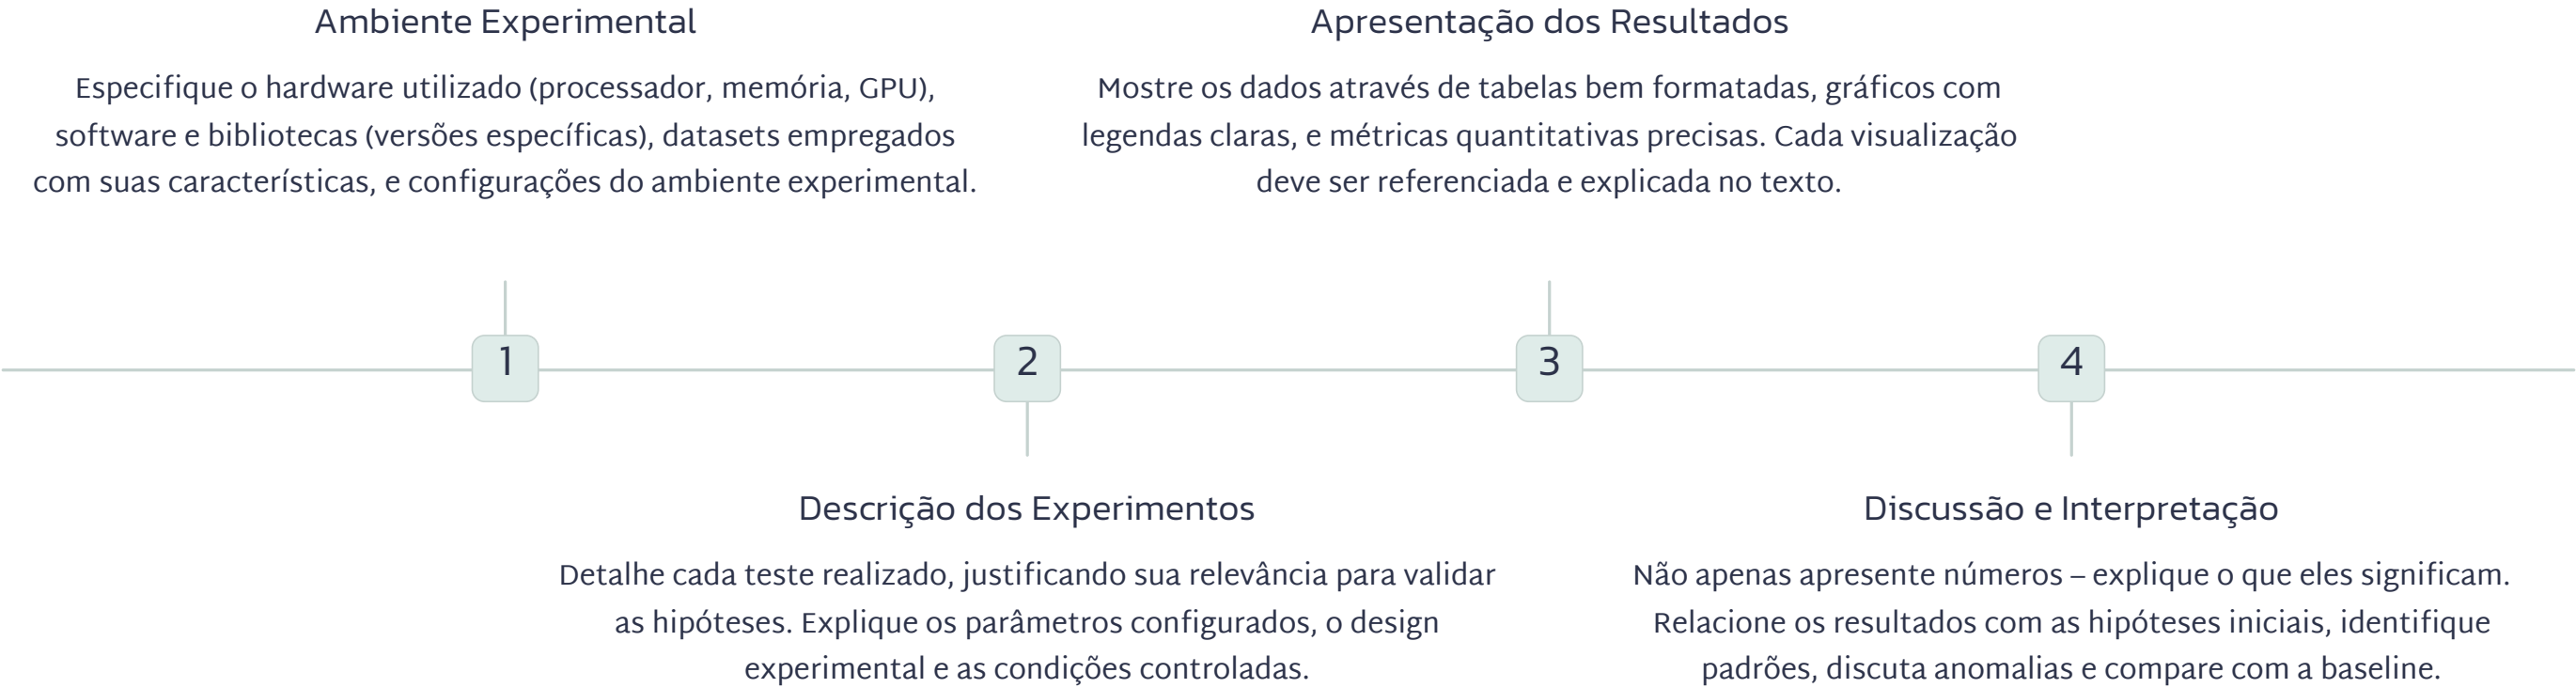 Ambiente Experimental
Especifique o hardware utilizado (processador, memória, GPU),
software e bibliotecas (versões específicas), datasets empregados
com suas características, e configurações do ambiente experimental.
Apresentação dos Resultados
Mostre os dados através de tabelas bem formatadas, gráficos com
legendas claras, e métricas quantitativas precisas. Cada visualização
deve ser referenciada e explicada no texto.
1
2
3
4
Descrição dos Experimentos
Detalhe cada teste realizado, justificando sua relevância para validar
as hipóteses. Explique os parâmetros configurados, o design
experimental e as condições controladas.
Discussão e Interpretação
Não apenas apresente números – explique o que eles significam.
Relacione os resultados com as hipóteses iniciais, identifique
padrões, discuta anomalias e compare com a baseline.